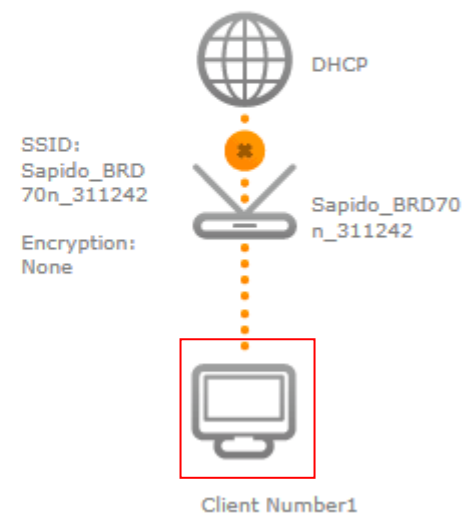 DHCP
SSID:
Sapido_BRD
70n_311242
Encryption:
None
Sapido_BRD70
n_311242
Client Number1